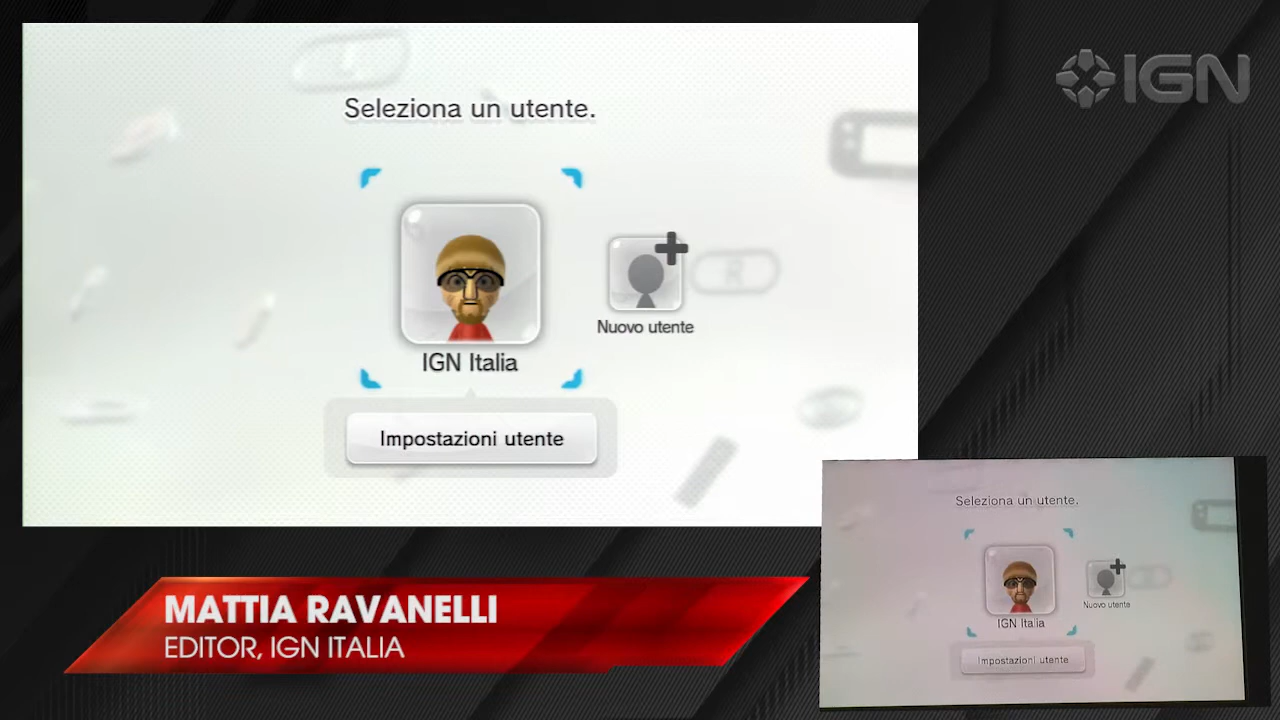 IGN
Seleziona un utente.
Nuovo utente
IGN Italia
Impostazioni utente
Seleziona un utente.
Nuovo utente
IGN Italia
Impostazioni utente
MATTIA RAVANELLI
EDITOR, IGN ITALIA